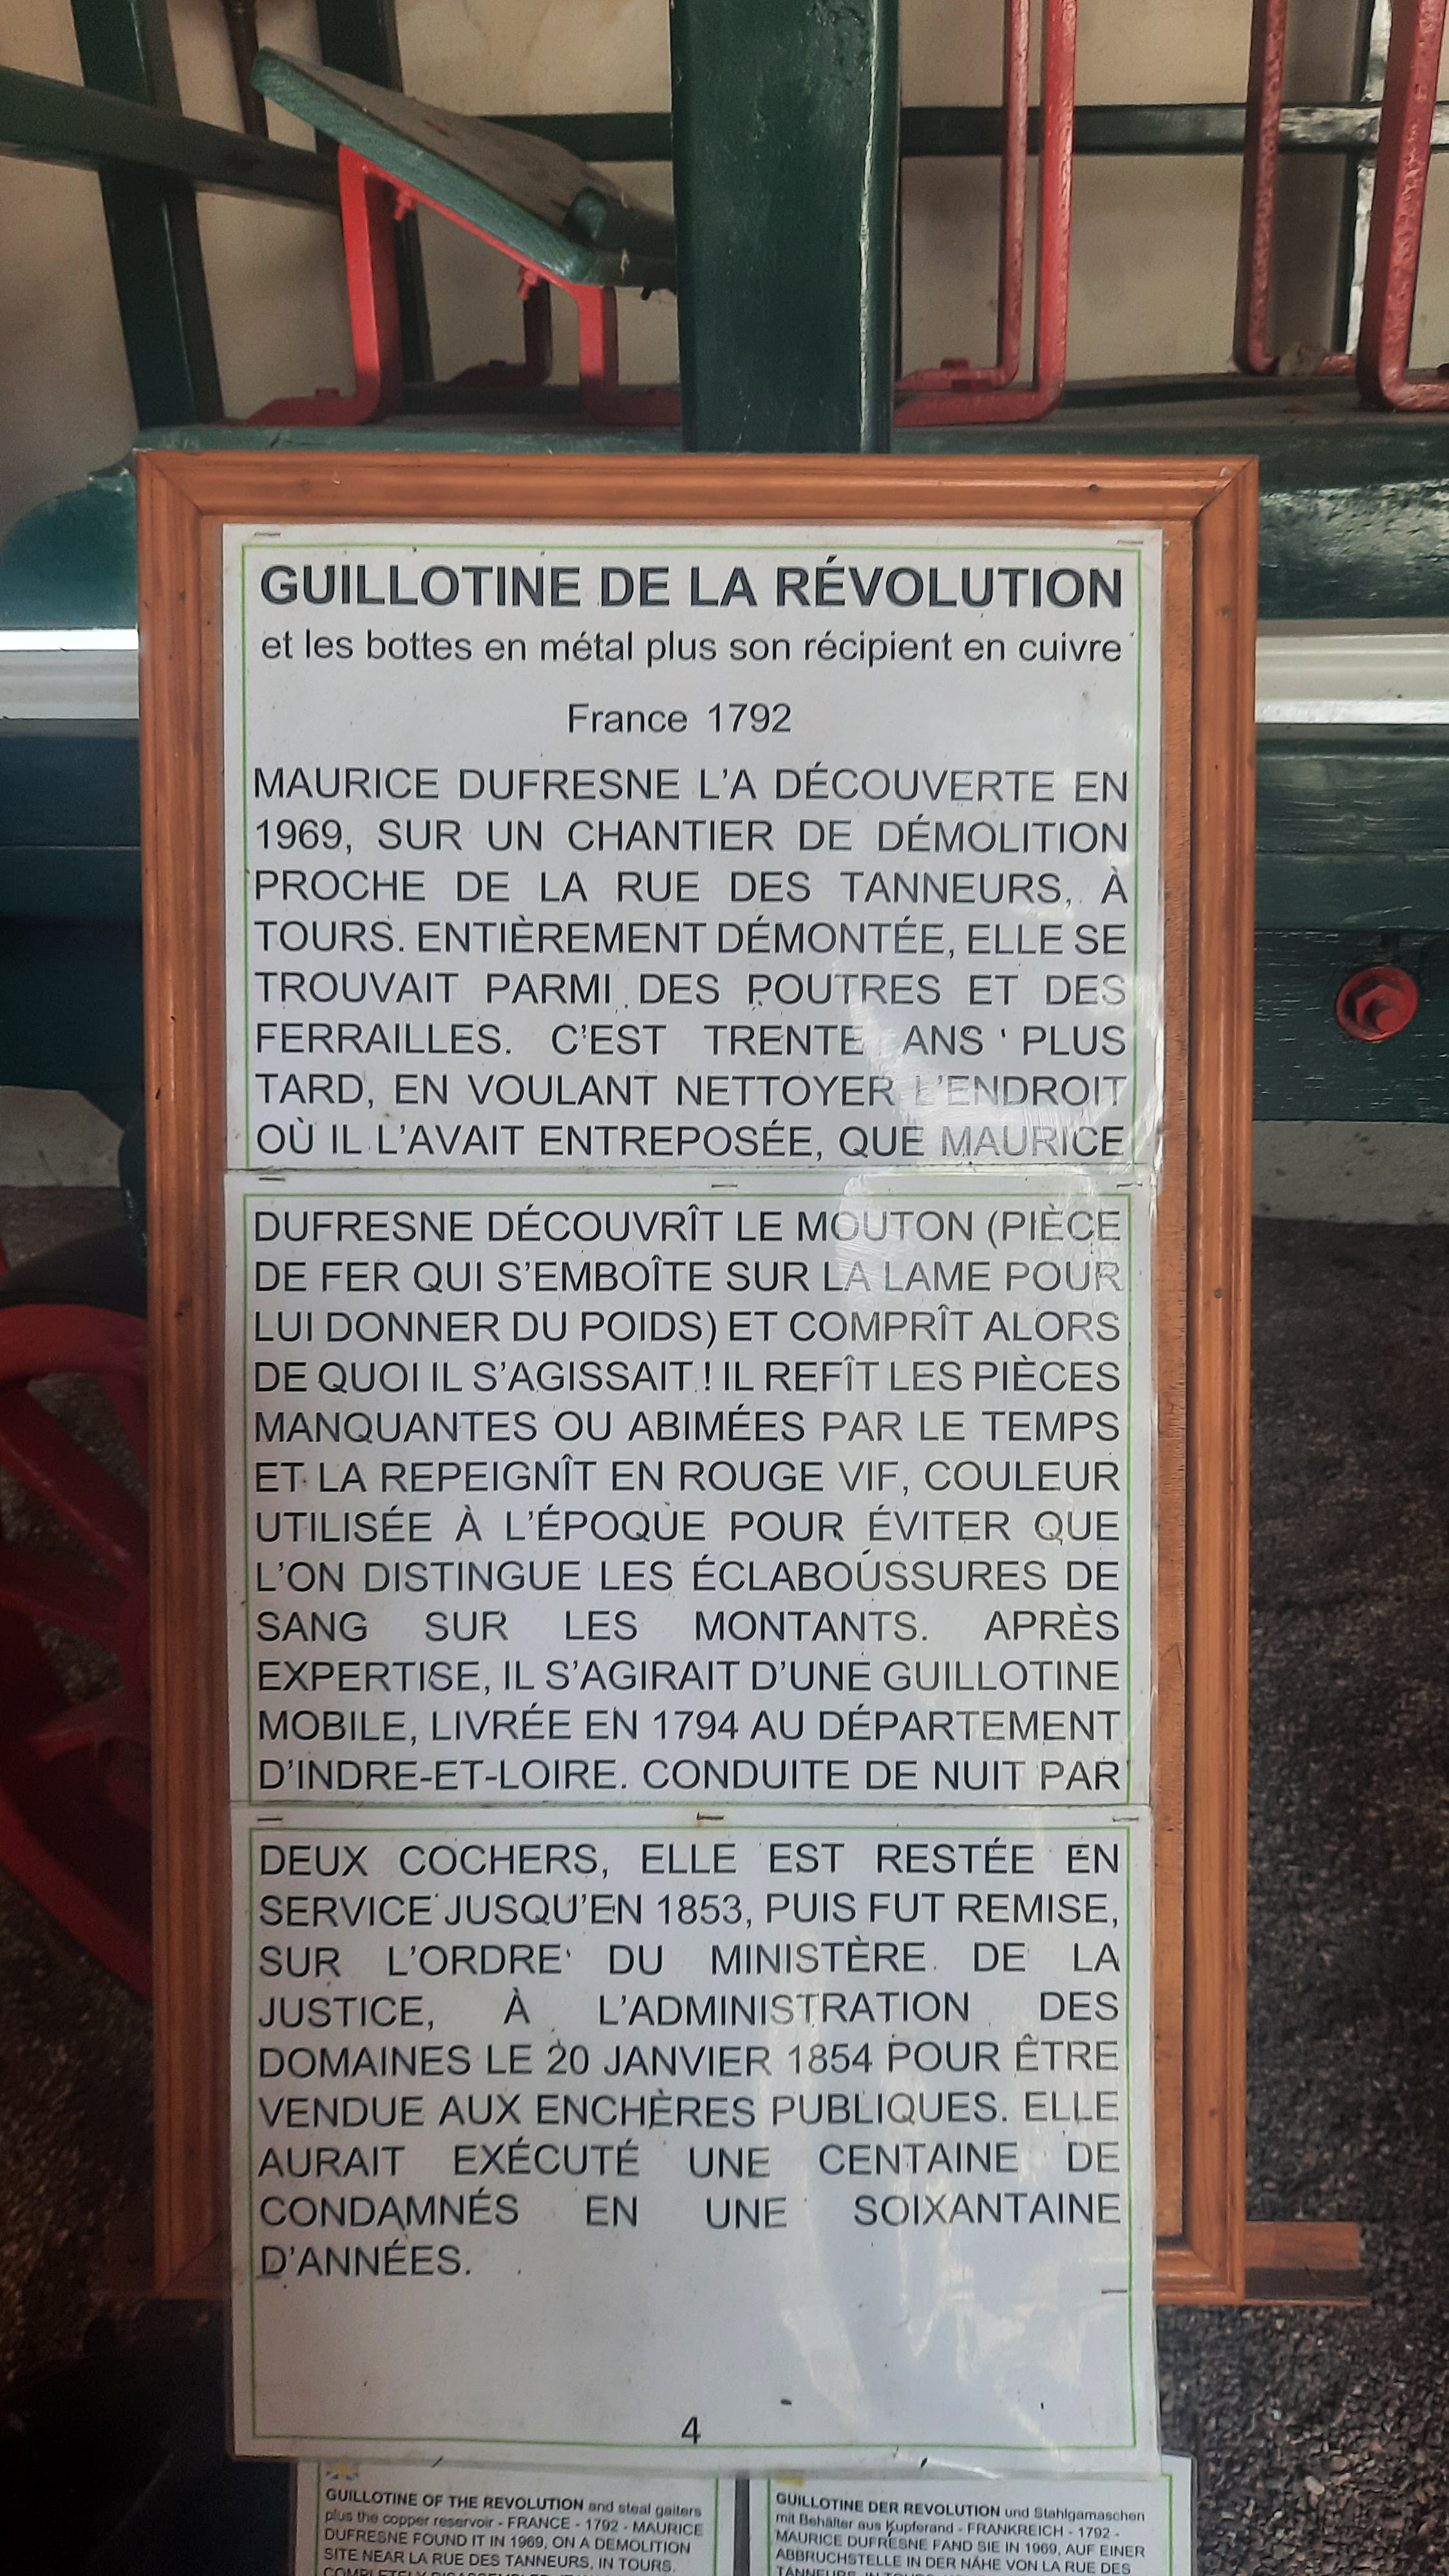 GUILLOTINE DE LA RÉVOLUTION
et les bottes en métal plus son récipient en cuivre
France 1792
MAURICE DUFRESNE L'A DÉCOUVERTE EN
1969, SUR UN CHANTIER DE DÉMOLITION
PROCHE DE LA RUE DES TANNEURS, À
TOURS. ENTIÈREMENT DÉMONTÉE, ELLE SE
TROUVAIT PARMI DES POUTRES ET DES
FERRAILLES. C'EST TRENTE ANS PLUS
TARD, EN VOULANT NETTOYER L'ENDROIT
OÙ IL L'AVAIT ENTREPOSÉE, QUE MAURICE
DUFRESNE DÉCOUVRÎT LE MOUTON (PIÈCE
DE FER QUI S'EMBOÎTE SUR LA LAME POUR
LUI DONNER DU POIDS) ET COMPRÎT ALORS
DE QUOI IL S'AGISSAIT ! IL REFÎT LES PIÈCES
MANQUANTES OU ABIMÉES PAR LE TEMPS
ET LA REPEIGNÎT EN ROUGE VIF, COULEUR
UTILISÉE À L'ÉPOQUE POUR ÉVITER QUE
L'ON DISTINGUE LES ÉCLABOUSSURES DE
SANG SUR LES MONTANTS. APRÈS
EXPERTISE, IL S'AGIRAIT D'UNE GUILLOTINE
MOBILE, LIVRÉE EN 1794 AU DÉPARTEMENT
D'INDRE-ET-LOIRE. CONDUITE DE NUIT PAR
DEUX COCHERS, ELLE EST RESTÉE EN
SERVICE JUSQU'EN 1853, PUIS FUT REMISE,
SUR L'ORDRE DU MINISTÈRE DE LA
JUSTICE, À L'ADMINISTRATION DES
DOMAINES LE 20 JANVIER 1854 POUR ÊTRE
VENDUE AUX ENCHÈRES PUBLIQUES. ELLE
AURAIT EXÉCUTÉ UNE CENTAINE DE
CONDAMNÉS EN UNE SOIXANTAINE
D'ANNÉES.
4
GUILLOTINE OF THE REVOLUTION and steal gaiters
plus the copper reservoir - FRANCE - 1792 - MAURICE
DUFRESNE FOUND IT IN 1969, ON A DEMOLITION
SITE NEAR LA RUE DES TANNEURS, IN TOURS.
GUILLOTINE DER REVOLUTION und Stahlgamaschen
mit Behälter aus Kupferand - FRANKREICH - 1792 -
MAURICE DUFRESNE FAND SIE IN 1969, AUF EINER
ABBRUCHSTELLE IN DER NÄHE VON LA RUE DES